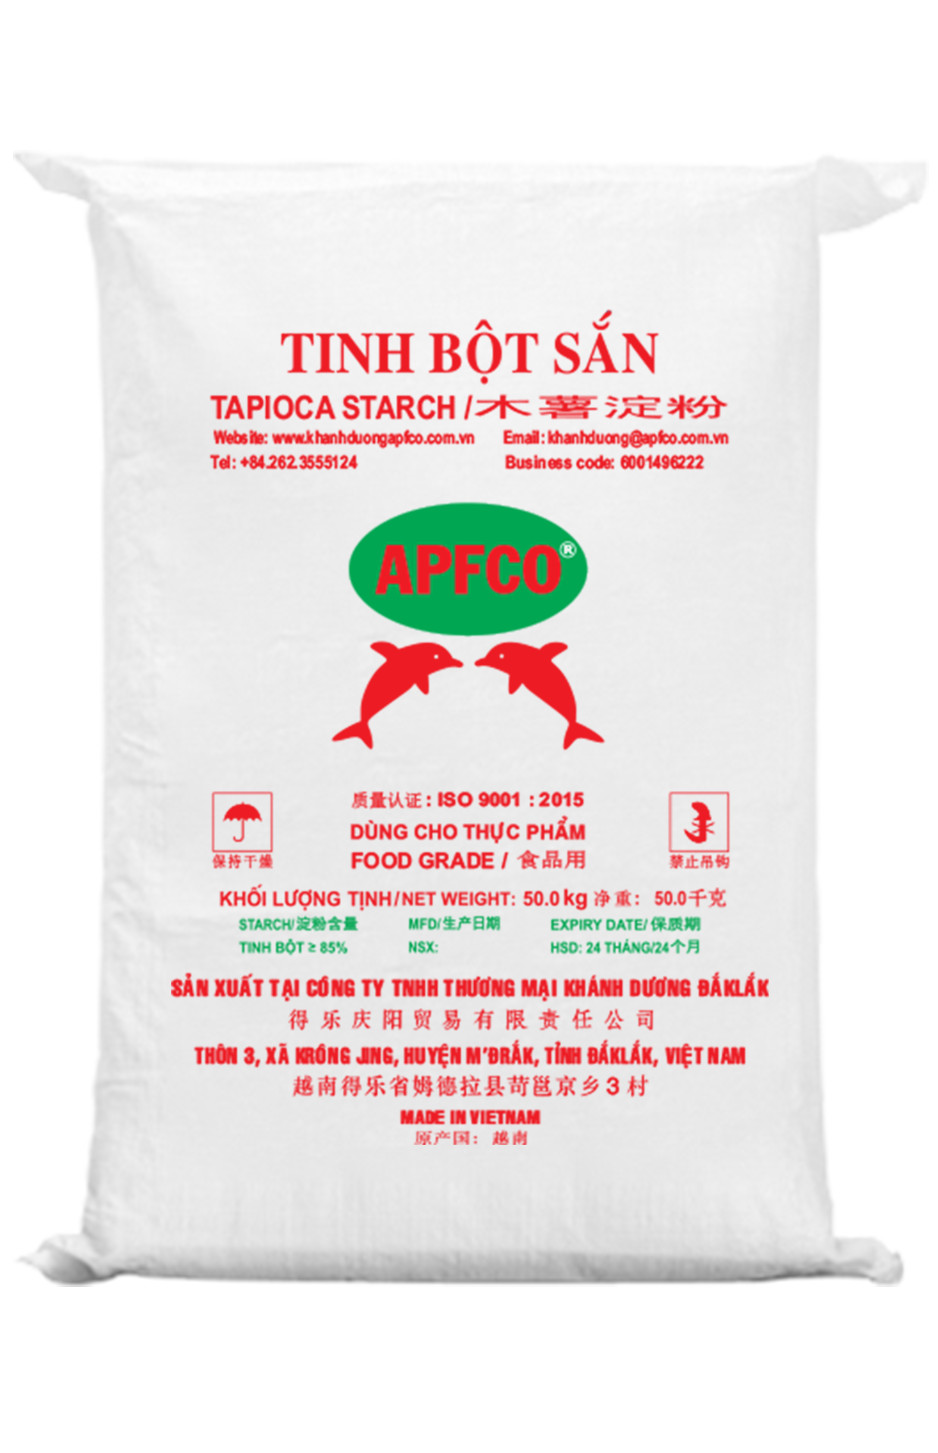 TINH BỘT SẮN
TAPIOCA STARCH /木薯淀粉
Website: www.khanhduongapfco.com.vn Email: khanhduong@apfco.com.vn
Tel: +84.262.3555124 Business code: 6001496222
APFCO®
质量认证: ISO 9001 : 2015
DÙNG CHO THỰC PHẨM
FOOD GRADE / 食品用
保持干燥 禁止吊钩
KHỐI LƯỢNG TỊNH/NET WEIGHT: 50.0 kg 净重: 50.0千克
STARCH/淀粉含量 MFD/生产日期 EXPIRY DATE/保质期
TINH BỘT ≥ 85% NSX: HSD: 24 THÁNG/24个月
SẢN XUẤT TẠI CÔNG TY TNHH THƯƠNG MẠI KHÁNH DƯƠNG ĐẮKLẮK
得乐庆阳贸易有限责任公司
THÔN 3, XÃ KRÔNG JING, HUYỆN M'ĐRẮK, TỈNH ĐẮKLẮK, VIỆT NAM
越南得乐省姆德拉县苛邕京乡3村
MADE IN VIETNAM
原产国: 越南